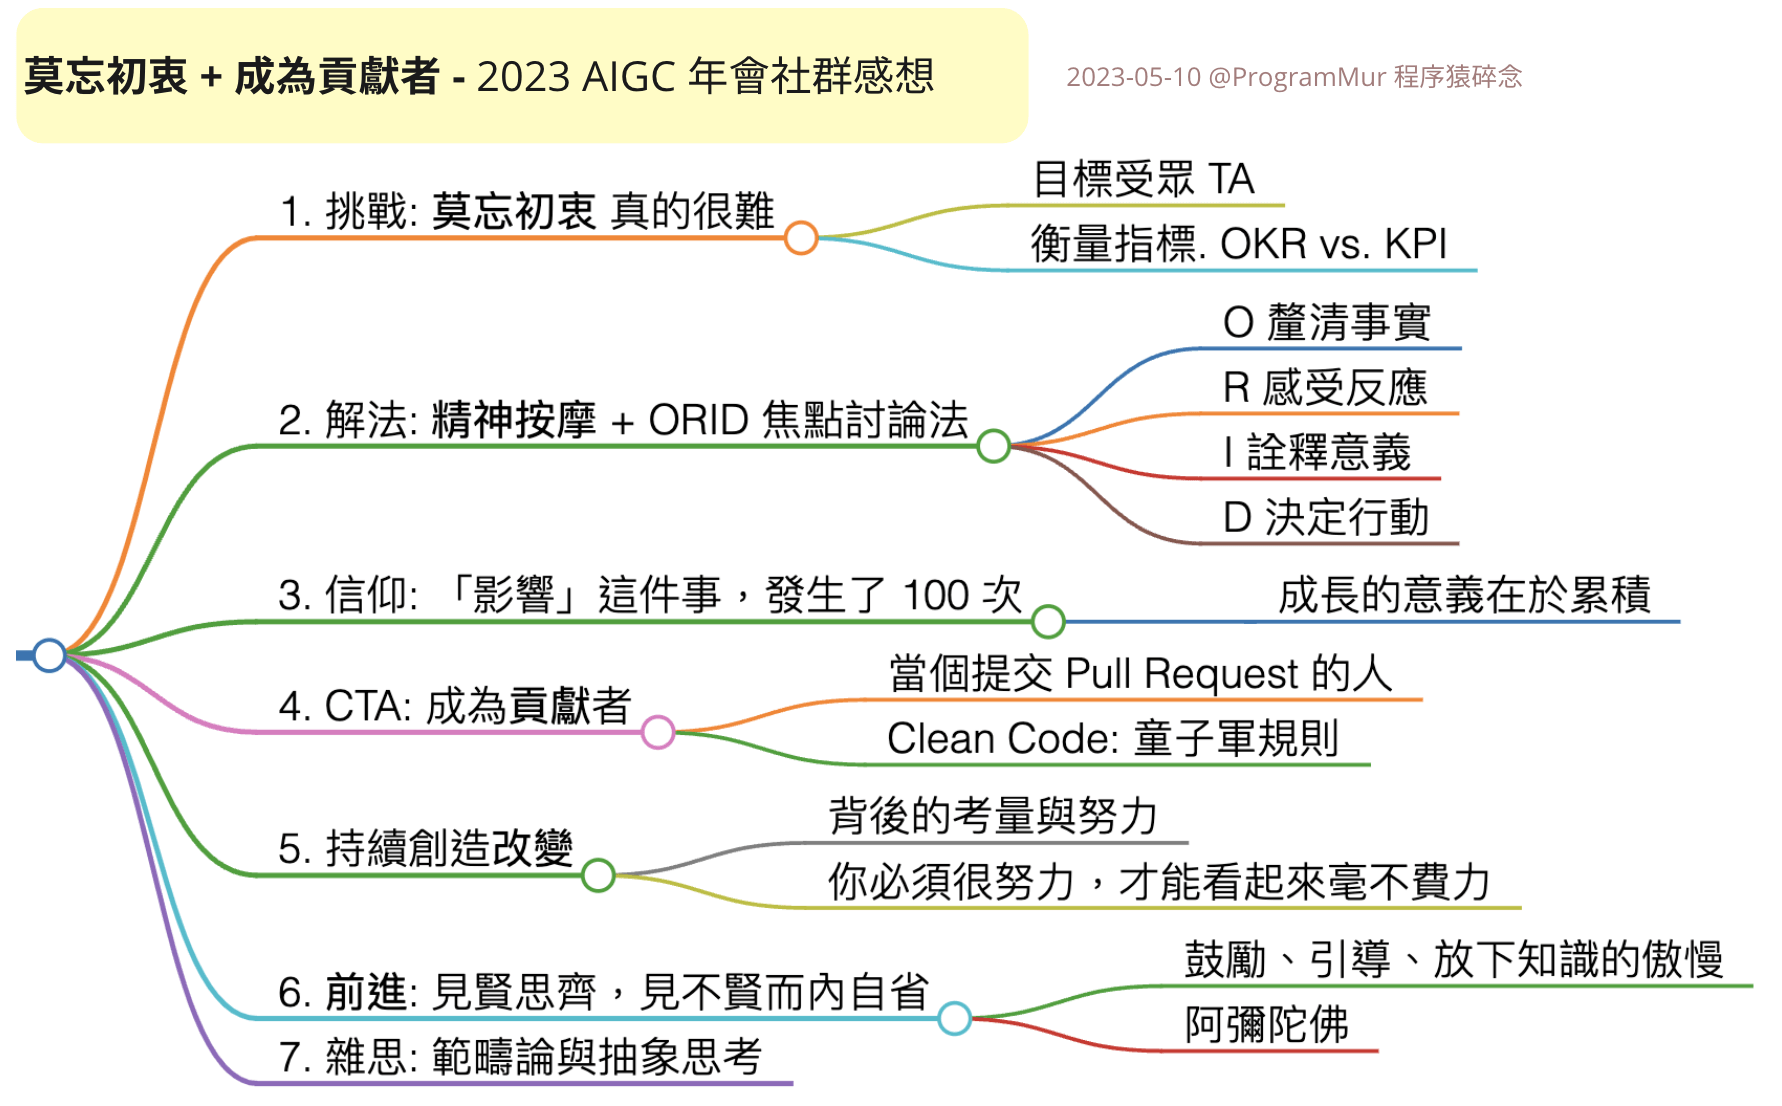 莫忘初衷 + 成為貢獻者 - 2023 AIGC 年會社群感想
2023-05-10 @ProgramMur 程序猿碎念
1. 挑戰: 莫忘初衷 真的很難
目標受眾 TA
衡量指標. OKR vs. KPI
2. 解法: 精神按摩 + ORID 焦點討論法
O 釐清事實
R 感受反應
I 詮釋意義
D 決定行動
3. 信仰: 「影響」這件事，發生了 100 次
成長的意義在於累積
4. CTA: 成為貢獻者
當個提交 Pull Request 的人
Clean Code: 童子軍規則
5. 持續創造改變
背後的考量與努力
你必須很努力，才能看起來毫不費力
6. 前進: 見賢思齊，見不賢而內自省
鼓勵、引導、放下知識的傲慢
阿彌陀佛
7. 雜思: 範疇論與抽象思考